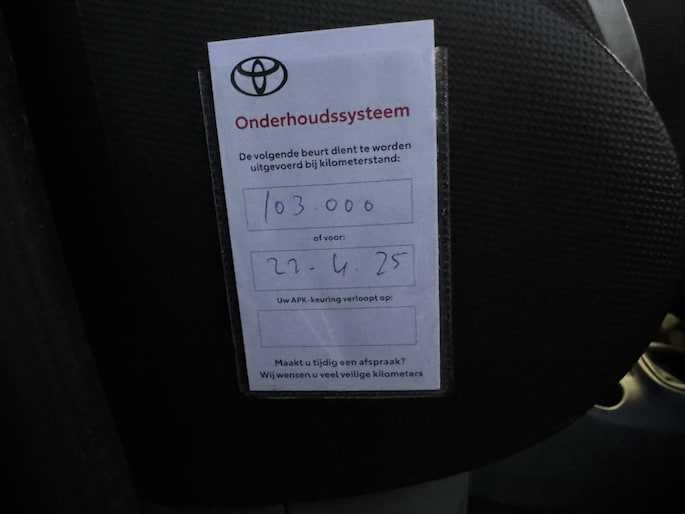 Onderhoudssysteem
De volgende beurt dient te worden
uitgevoerd bij kilometerstand:
103.000
of voor:
22-4.25
Uw APK-keuring verloopt op:
Maakt u tijdig een afspraak?
Wij wensen u veel veilige kilometers